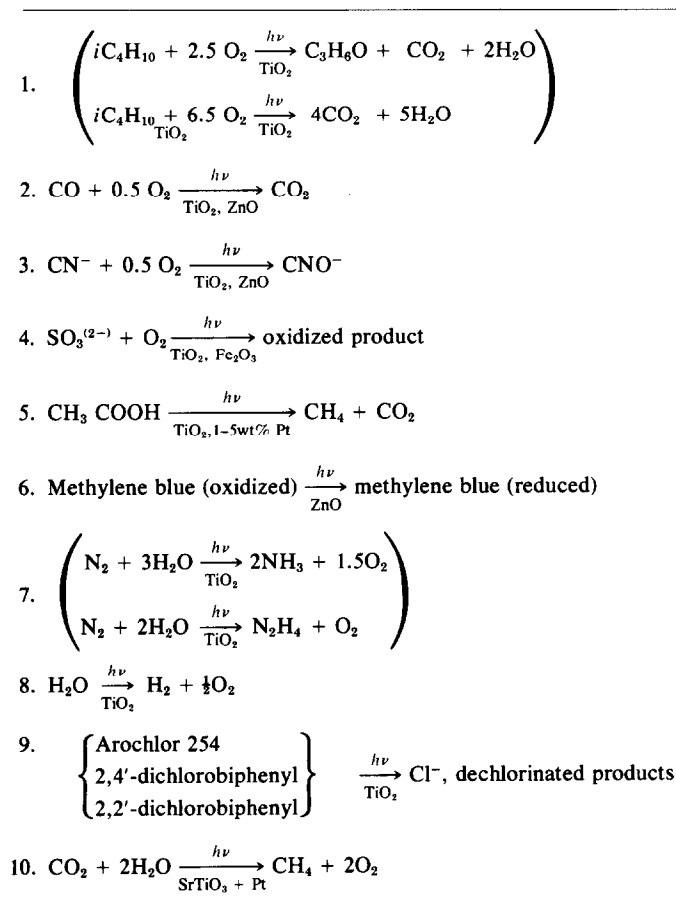 1. iC₄H₁₀ + 2.5 O₂ hν→TiO₂ C₃H₆O + CO₂ + 2H₂O
iC₄H₁₀ + 6.5 O₂ TiO₂ hν→TiO₂ 4CO₂ + 5H₂O
2. CO + 0.5 O₂ hν→TiO₂, ZnO CO₂
3. CN⁻ + 0.5 O₂ hν→TiO₂, ZnO CNO⁻
4. SO₃⁽²⁻⁾ + O₂ hν→TiO₂, Fe₂O₃ oxidized product
5. CH₃ COOH hν→TiO₂,1–5wt% Pt CH₄ + CO₂
6. Methylene blue (oxidized) hν→ZnO methylene blue (reduced)
7. N₂ + 3H₂O hν→TiO₂ 2NH₃ + 1.5O₂
N₂ + 2H₂O hν→TiO₂ N₂H₄ + O₂
8. H₂O hν→TiO₂ H₂ + ½O₂
9. Arochlor 254
2,4′-dichlorobiphenyl hν→TiO₂ Cl⁻, dechlorinated products
2,2′-dichlorobiphenyl
10. CO₂ + 2H₂O hν→SrTiO₃ + Pt CH₄ + 2O₂